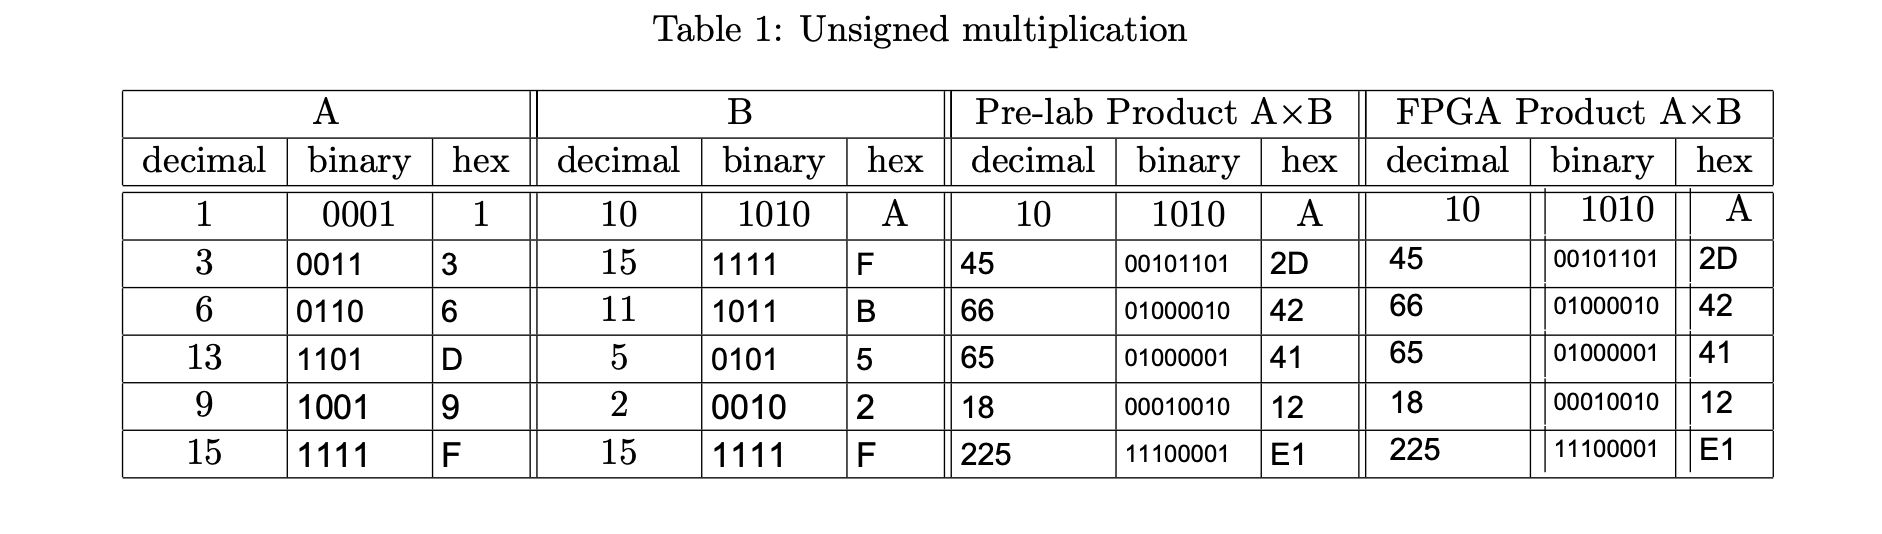 Table 1: Unsigned multiplication
A B Pre-lab Product A×B FPGA Product A×B
decimal binary hex decimal binary hex decimal binary hex decimal binary hex
1 0001 1 10 1010 A 10 1010 A 10 1010 A
3 0011 3 15 1111 F 45 00101101 2D 45 00101101 2D
6 0110 6 11 1011 B 66 01000010 42 66 01000010 42
13 1101 D 5 0101 5 65 01000001 41 65 01000001 41
9 1001 9 2 0010 2 18 00010010 12 18 00010010 12
15 1111 F 15 1111 F 225 11100001 E1 225 11100001 E1